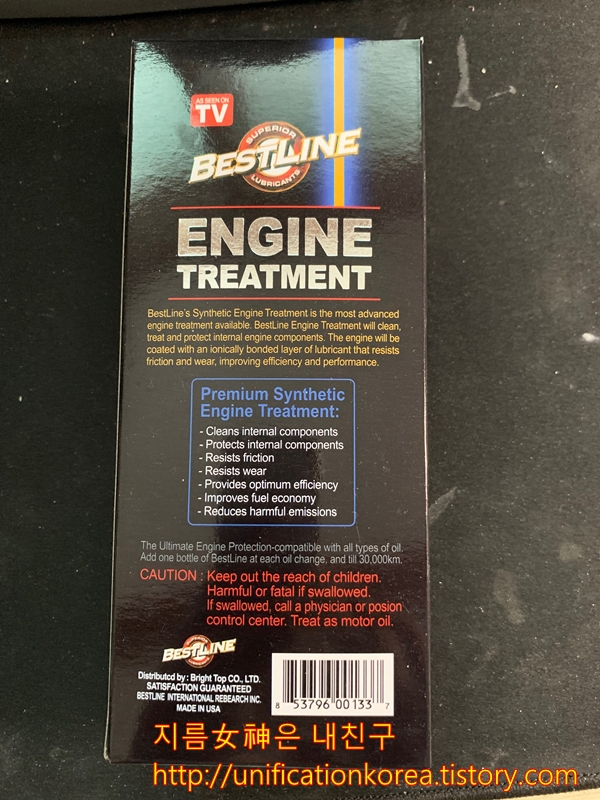 AS SEEN ON
TV
SUPERIOR
BESTLINE
LUBRICANTS
ENGINE
TREATMENT
BestLine's Synthetic Engine Treatment is the most advanced
engine treatment available. BestLine Engine Treatment will clean,
treat and protect internal engine components. The engine will be
coated with an ionically bonded layer of lubricant that resists
friction and wear, improving efficiency and performance.
Premium Synthetic
Engine Treatment:
- Cleans internal components
- Protects internal components
- Resists friction
- Resists wear
- Provides optimum efficiency
- Improves fuel economy
- Reduces harmful emissions
The Ultimate Engine Protection-compatible with all types of oil.
Add one bottle of BestLine at each oil change, and till 30,000km.
CAUTION : Keep out the reach of children.
Harmful or fatal if swallowed.
If swallowed, call a physician or posion
control center. Treat as motor oil.
SUPERIOR
BESTLINE
LUBRICANTS
Distributcd by : Bright Top CO., LTD.
SATISFACTION GUARANTEED
BESTLINE INTERNATIONAL REBEARCH INC.
MADE IN USA
8 53796 00133 7
지름女神은 내친구
http://unificationkorea.tistory.com